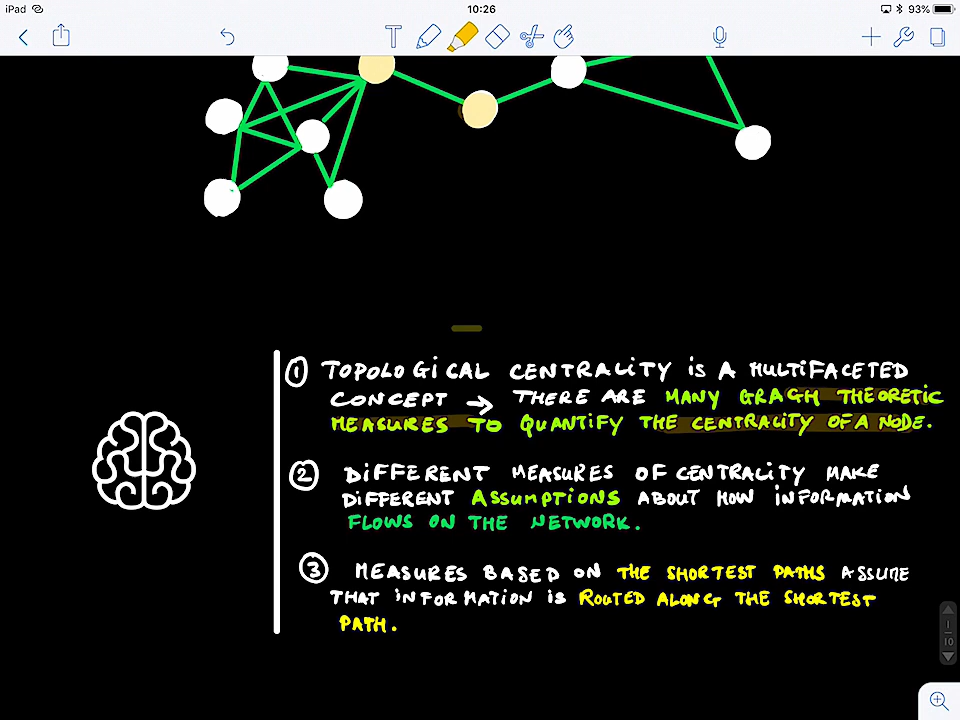 iPad 10:26 93%
T
① TOPOLOGICAL CENTRALITY IS A MULTIFACETED
CONCEPT → THERE ARE MANY GRAGH THEORETIC
MEASURES TO QUANTIFY THE CENTRALITY OF A NODE.
② DIFFERENT MEASURES OF CENTRALITY MAKE
DIFFERENT ASSUMPTIONS ABOUT HOW INFORMATION
FLOWS ON THE NETWORK.
③ MEASURES BASED ON THE SHORTEST PATHS ASSUME
THAT INFORMATION IS ROUTED ALONG THE SHORTEST
PATH.
1
10